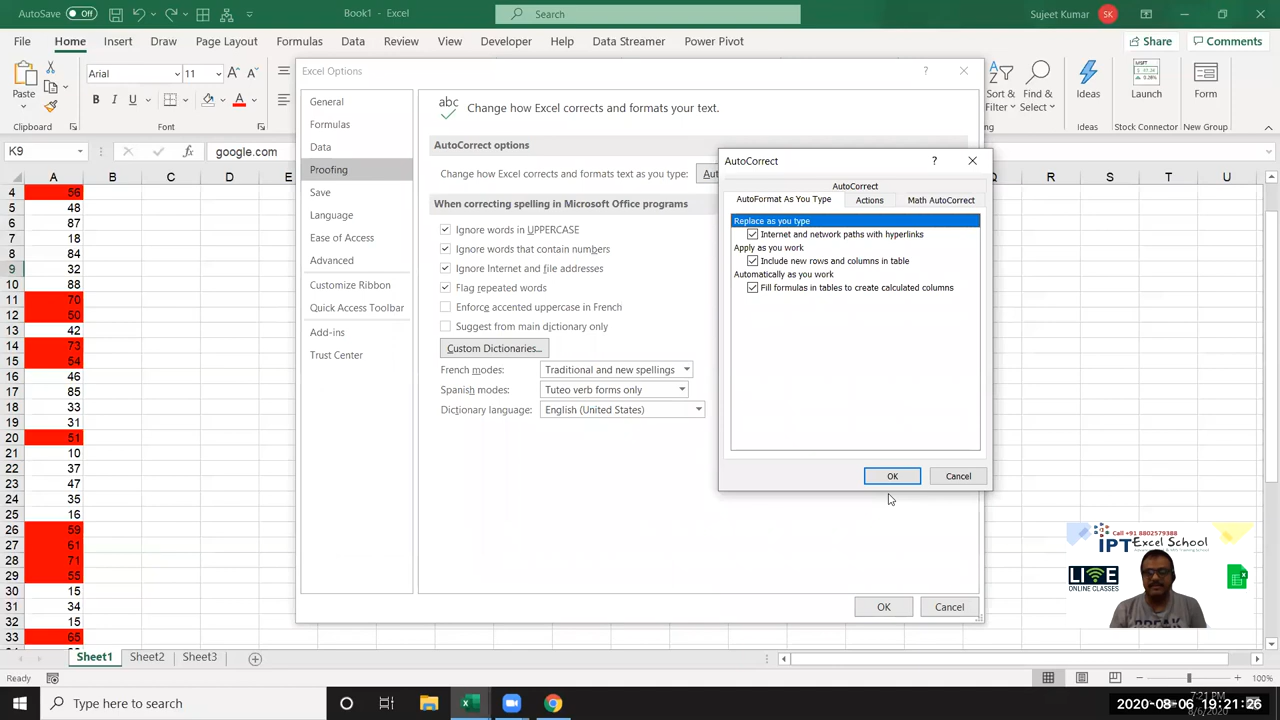 AutoSave Off
Book1 - Excel
Search
Sujeet Kumar SK
File Home Insert Draw Page Layout Formulas Data Review View Developer Help Data Streamer Power Pivot Share Comments
Paste
Arial 11
B I U
Clipboard Font
Sort & Filter
Find & Select
Ideas
Launch
Form
Ideas Stock Connector New Group
K9 fx google.com
A B C D E Q R S T U
4 56
5 48
6 87
7 18
8 84
9 32
10 88
11 70
12 50
13 42
14 73
15 54
16 46
17 85
18 33
19 31
20 51
21 10
22 37
23 47
24 35
25 16
26 59
27 61
28 71
29 55
30 15
31 34
32 15
33 65
Excel Options ?
General
Formulas
Data
Proofing
Save
Language
Ease of Access
Advanced
Customize Ribbon
Quick Access Toolbar
Add-ins
Trust Center
abc Change how Excel corrects and formats your text.
AutoCorrect options
Change how Excel corrects and formats text as you type:
When correcting spelling in Microsoft Office programs
Ignore words in UPPERCASE
Ignore words that contain numbers
Ignore Internet and file addresses
Flag repeated words
Enforce accented uppercase in French
Suggest from main dictionary only
Custom Dictionaries...
French modes: Traditional and new spellings
Spanish modes: Tuteo verb forms only
Dictionary language: English (United States)
OK Cancel
AutoCorrect ?
AutoCorrect
AutoFormat As You Type Actions Math AutoCorrect
Replace as you type
Internet and network paths with hyperlinks
Apply as you work
Include new rows and columns in table
Automatically as you work
Fill formulas in tables to create calculated columns
OK Cancel
Call +91 8802579388
IPT Excel School
LIVE
ONLINE CLASSES
BREAK
Sheet1 Sheet2 Sheet3
Ready 100%
Type here to search
7:21 PM
2020-08-06 19:21:26
8/6/2020